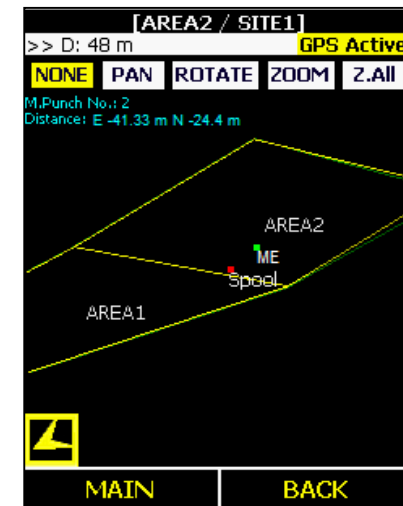 [AREA2 / SITE1]
>> D: 48 m GPS Active
NONE PAN ROTATE ZOOM Z.All
M.Punch No.: 2
Distance: E -41.33 m N -24.4 m
AREA2
ME
Spool
AREA1
MAIN BACK